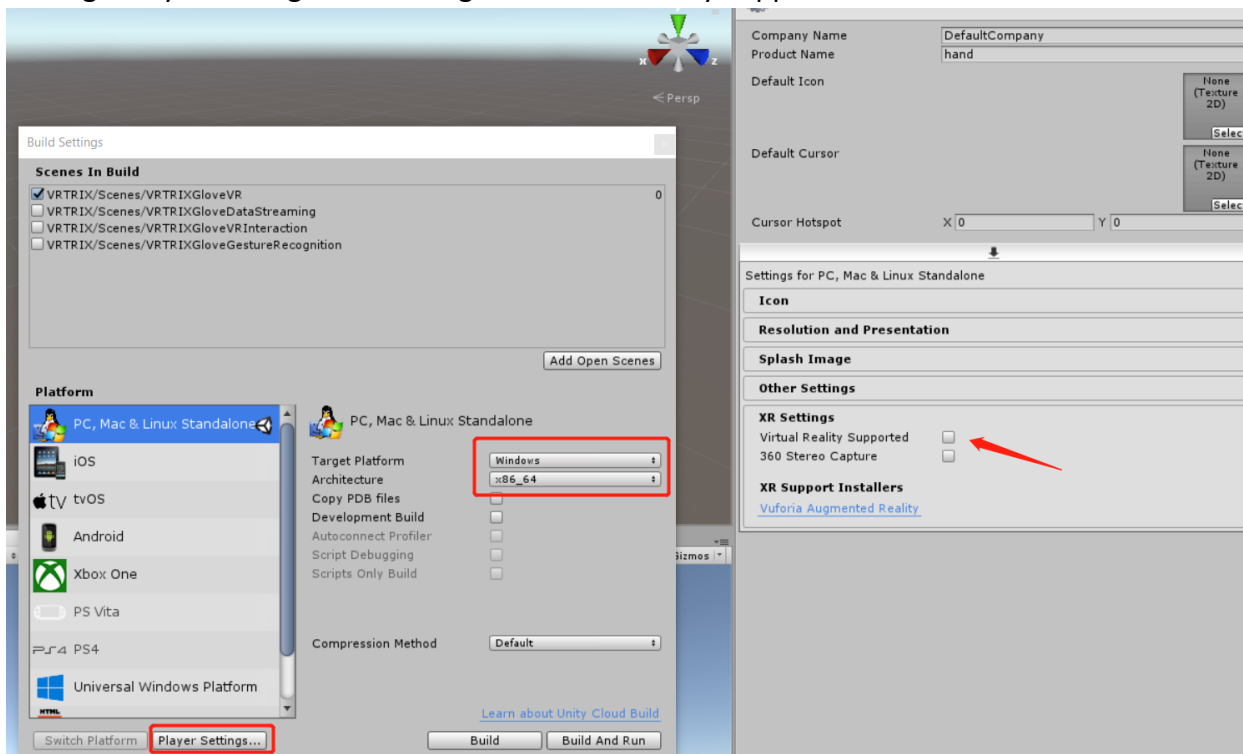 Company Name DefaultCompany
Product Name hand
Default Icon
None
(Texture
2D)
Selec
Default Cursor
None
(Texture
2D)
Selec
Cursor Hotspot X 0 Y 0
Settings for PC, Mac & Linux Standalone
Icon
Resolution and Presentation
Splash Image
Other Settings
XR Settings
Virtual Reality Supported
360 Stereo Capture
XR Support Installers
Vuforia Augmented Reality
x z
Persp
Build Settings
Scenes In Build
VRTRIX/Scenes/VRTRIXGloveVR 0
VRTRIX/Scenes/VRTRIXGloveDataStreaming
VRTRIX/Scenes/VRTRIXGloveVRInteraction
VRTRIX/Scenes/VRTRIXGloveGestureRecognition
Add Open Scenes
Platform
PC, Mac & Linux Standalone
iOS
tv tvOS
Android
Xbox One
PS Vita
PS4 PS4
Universal Windows Platform
HTML
PC, Mac & Linux Standalone
Target Platform Windows
Architecture x86_64
Copy PDB files
Development Build
Autoconnect Profiler
Script Debugging
Scripts Only Build
Compression Method Default
Learn about Unity Cloud Build
Switch Platform Player Settings... Build Build And Run
Gizmos